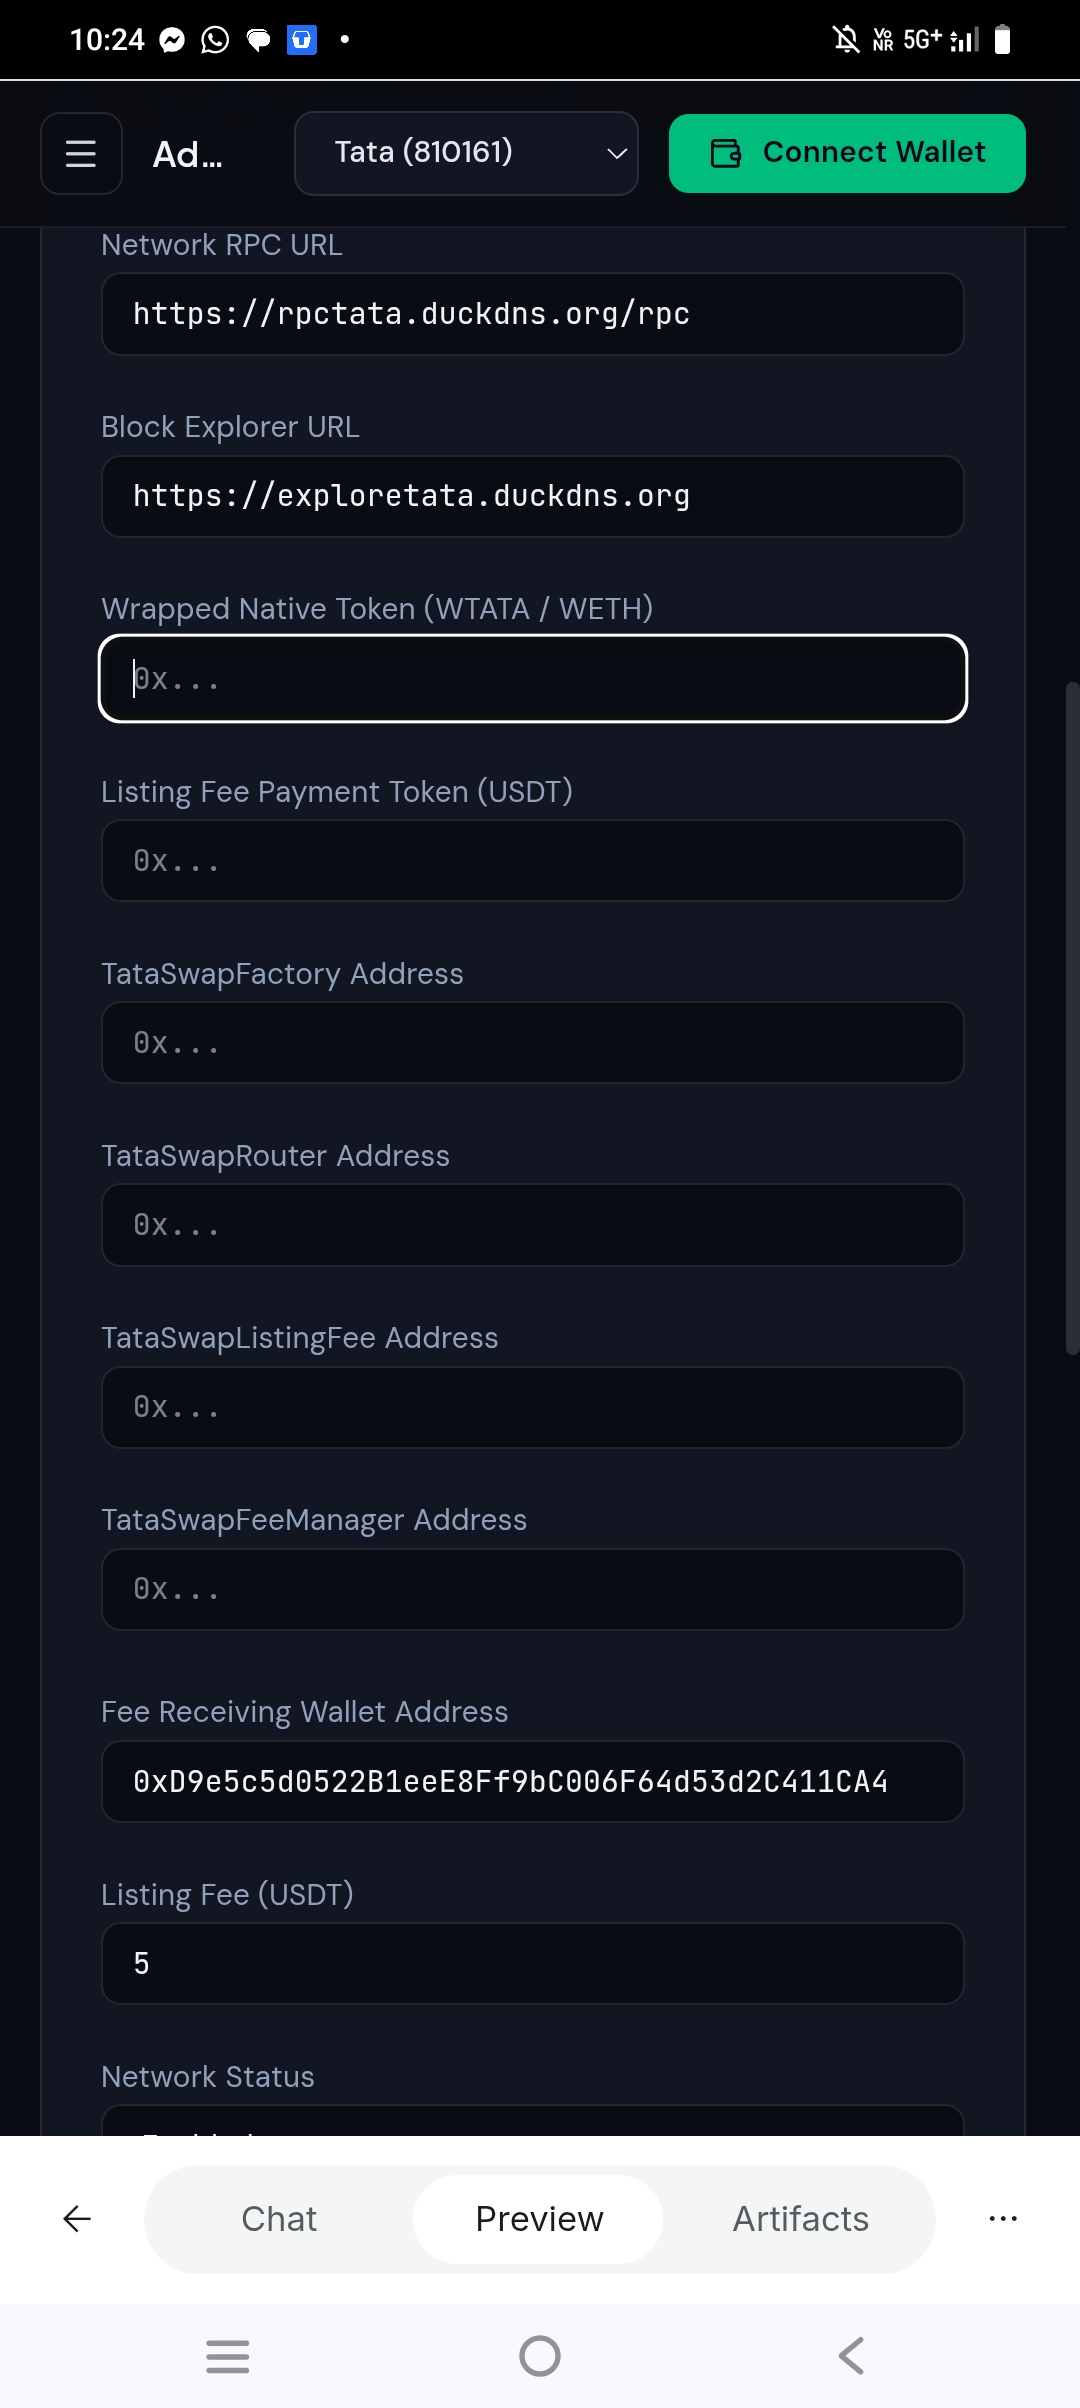 10:24
Vo
NR
5G+
Ad...
Tata (810161)
Connect Wallet
Network RPC URL
https://rpctata.duckdns.org/rpc
Block Explorer URL
https://exploretata.duckdns.org
Wrapped Native Token (WTATA / WETH)
0x...
Listing Fee Payment Token (USDT)
0x...
TataSwapFactory Address
0x...
TataSwapRouter Address
0x...
TataSwapListingFee Address
0x...
TataSwapFeeManager Address
0x...
Fee Receiving Wallet Address
0xD9e5c5d0522B1eeE8Ff9bC006F64d53d2C411CA4
Listing Fee (USDT)
5
Network Status
Chat
Preview
Artifacts